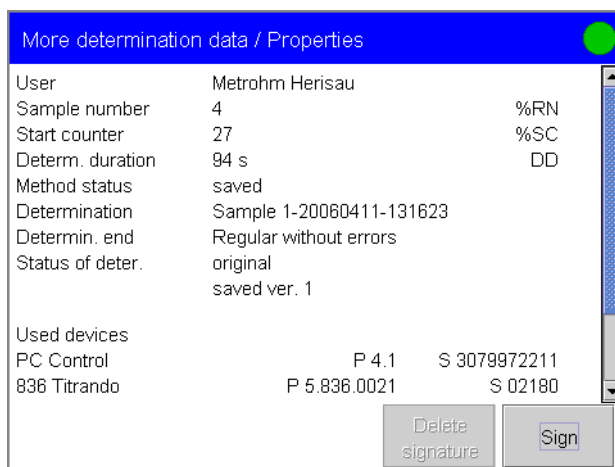 More determination data / Properties
User Metrohm Herisau
Sample number 4 %RN
Start counter 27 %SC
Determ. duration 94 s DD
Method status saved
Determination Sample 1-20060411-131623
Determin. end Regular without errors
Status of deter. original
saved ver. 1
Used devices
PC Control P 4.1 S 3079972211
836 Titrando P 5.836.0021 S 02180
Delete
signature
Sign